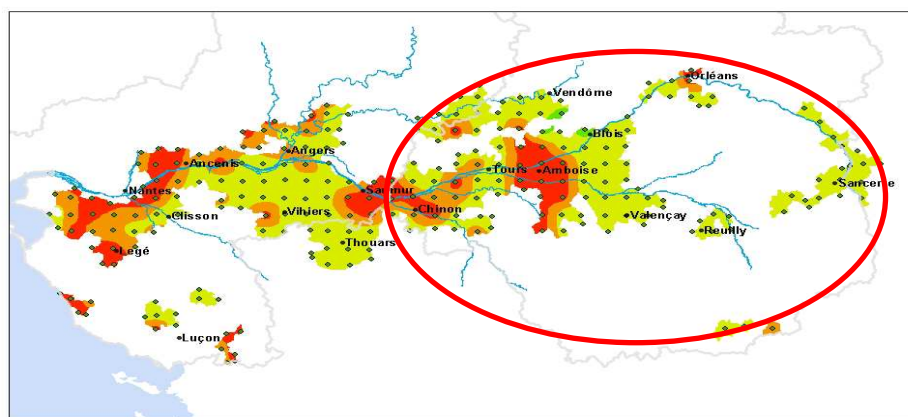 Orléans
Vendôme
Blois
Angers
Ancenis
Tours
Amboise
Sancerre
Nantes
Saumur
Chinon
Clisson
Vihiers
Valençay
Reuilly
Thouars
Legé
Luçon